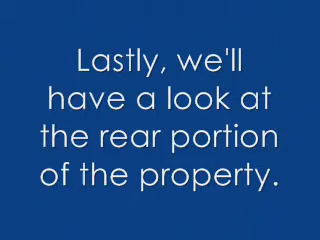 Lastly, we'll
have a look at
the rear portion
of the property.